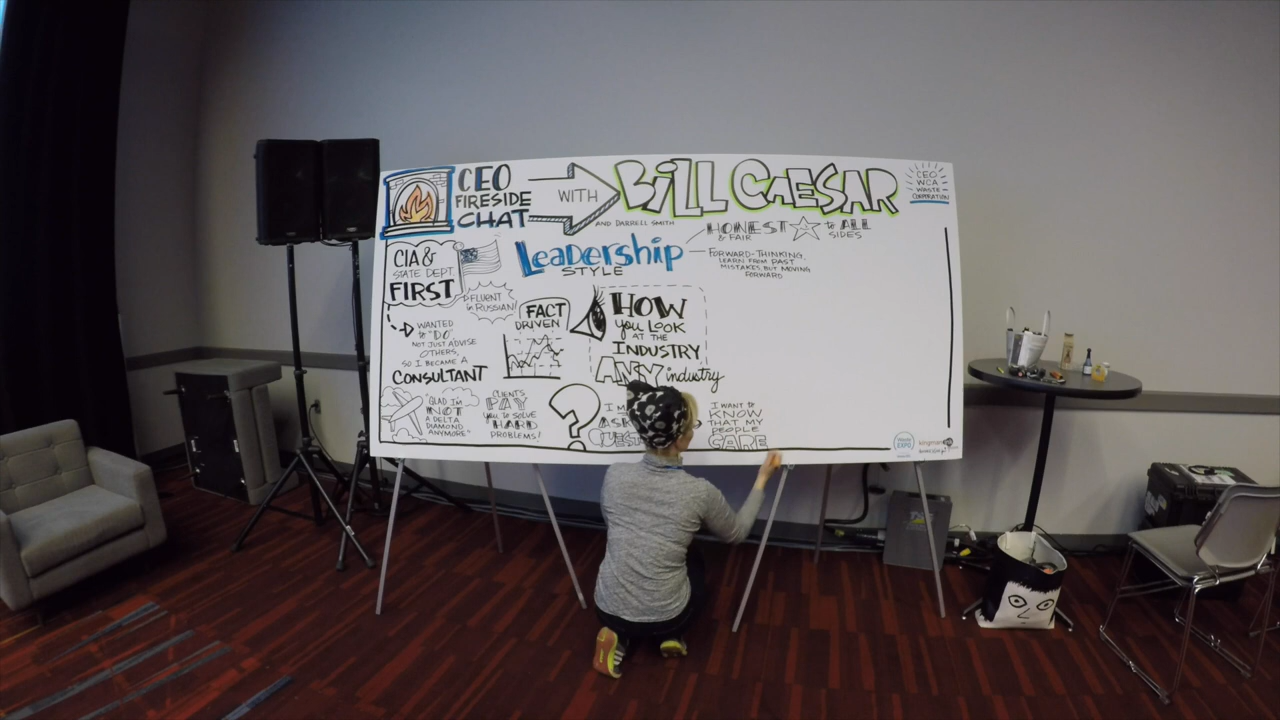 CEO
FIRESIDE
CHAT
WITH
BILL CAESAR
AND DARRELL SMITH
CEO
WCA
WASTE
CORPORATION
CIA &
STATE DEPT.
FIRST
FLUENT
in RUSSIAN!
WANTED
to "DO"
NOT JUST ADVISE
OTHERS,
SO I BECAME A
CONSULTANT
"GLAD I'M
NOT
A DELTA
DIAMOND
ANYMORE"
CLIENTS
PAY
you to SOLVE
HARD
PROBLEMS!
Leadership
STYLE
HONEST
& FAIR
to ALL
SIDES
FORWARD-THINKING,
LEARN FROM PAST
MISTAKES, BUT MOVING
FORWARD
FACT
DRIVEN
HOW
you LOOK
AT THE
INDUSTRY
ANY industry
?
ASK
I WANT to
KNOW
THAT MY
PEOPLE
CARE
Waste
EXPO